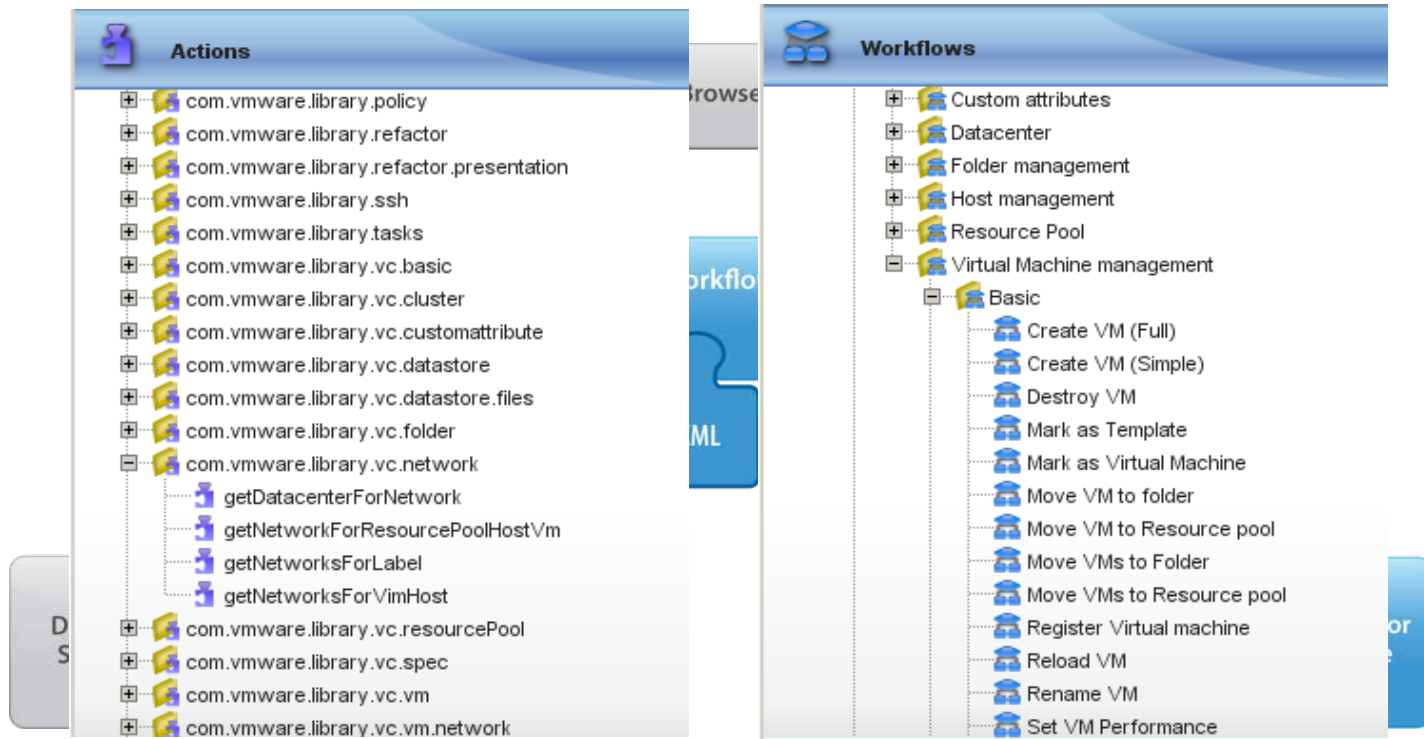 Actions
com.vmware.library.policy
com.vmware.library.refactor
com.vmware.library.refactor.presentation
com.vmware.library.ssh
com.vmware.library.tasks
com.vmware.library.vc.basic
com.vmware.library.vc.cluster
com.vmware.library.vc.customattribute
com.vmware.library.vc.datastore
com.vmware.library.vc.datastore.files
com.vmware.library.vc.folder
com.vmware.library.vc.network
getDatacenterForNetwork
getNetworkForResourcePoolHostVm
getNetworksForLabel
getNetworksForVimHost
com.vmware.library.vc.resourcePool
com.vmware.library.vc.spec
com.vmware.library.vc.vm
com.vmware.library.vc.vm.network
Workflows
Custom attributes
Datacenter
Folder management
Host management
Resource Pool
Virtual Machine management
Basic
Create VM (Full)
Create VM (Simple)
Destroy VM
Mark as Template
Mark as Virtual Machine
Move VM to folder
Move VM to Resource pool
Move VMs to Folder
Move VMs to Resource pool
Register Virtual machine
Reload VM
Rename VM
Set VM Performance